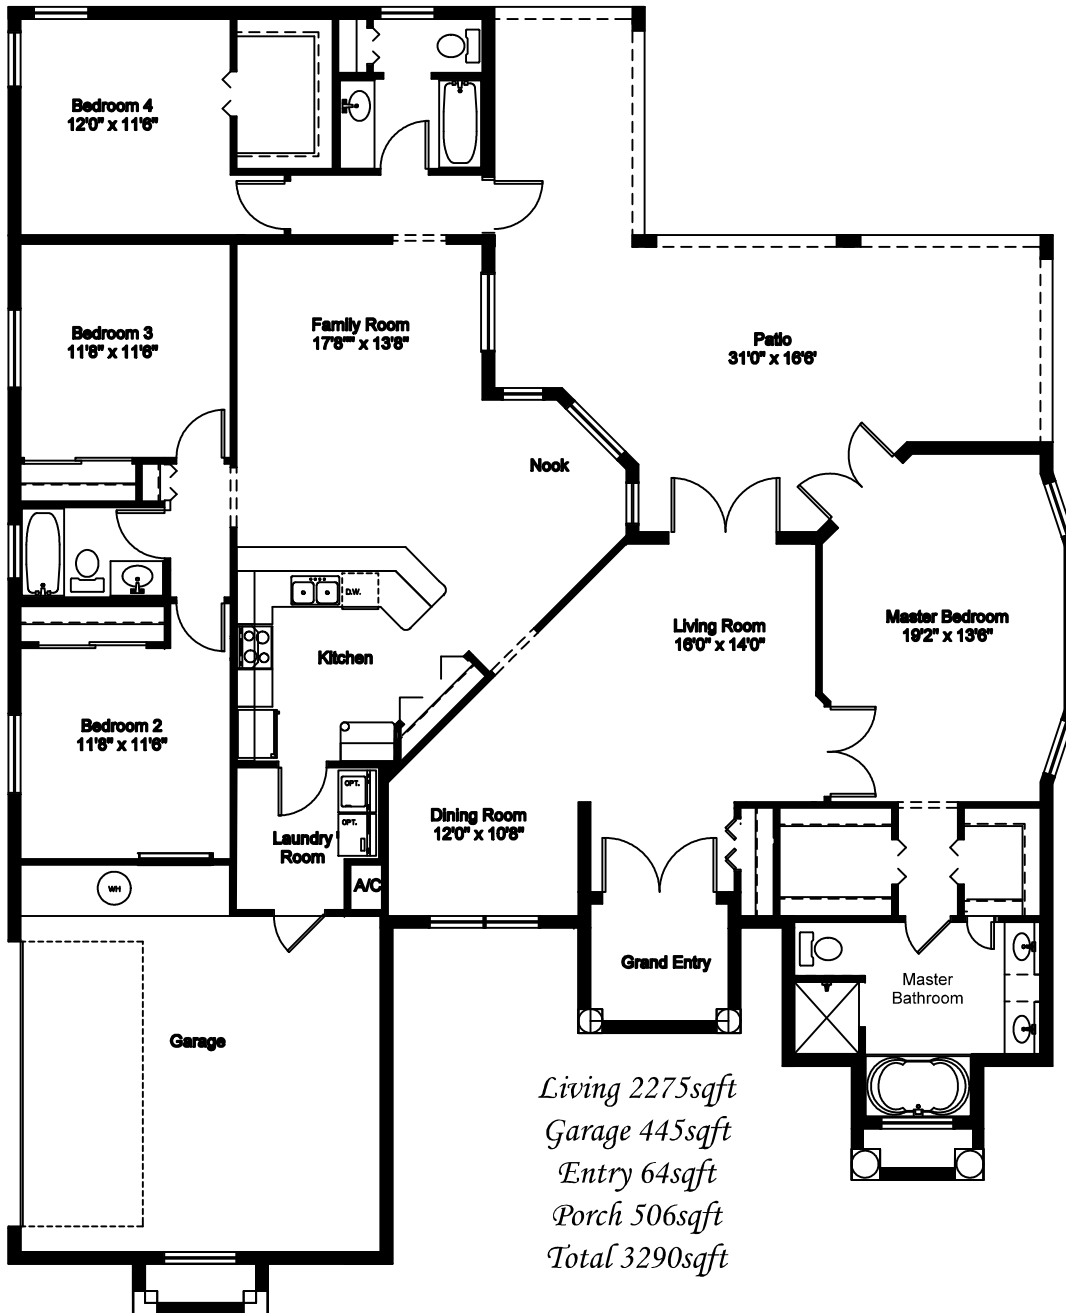 Bedroom 4
12'0" x 11'6"
Bedroom 3
11'8" x 11'6"
Family Room
17'8"" x 13'8"
Patio
31'0" x 16'6'
Nook
D.W.
Kitchen
Living Room
16'0" x 14'0"
Master Bedroom
19'2" x 13'6"
Bedroom 2
11'8" x 11'6"
OPT.
OPT.
Laundry
Room
Dining Room
12'0" x 10'8"
A/C
WH
Grand Entry
Master
Bathroom
Garage
Living 2275sqft
Garage 445sqft
Entry 64sqft
Porch 506sqft
Total 3290sqft